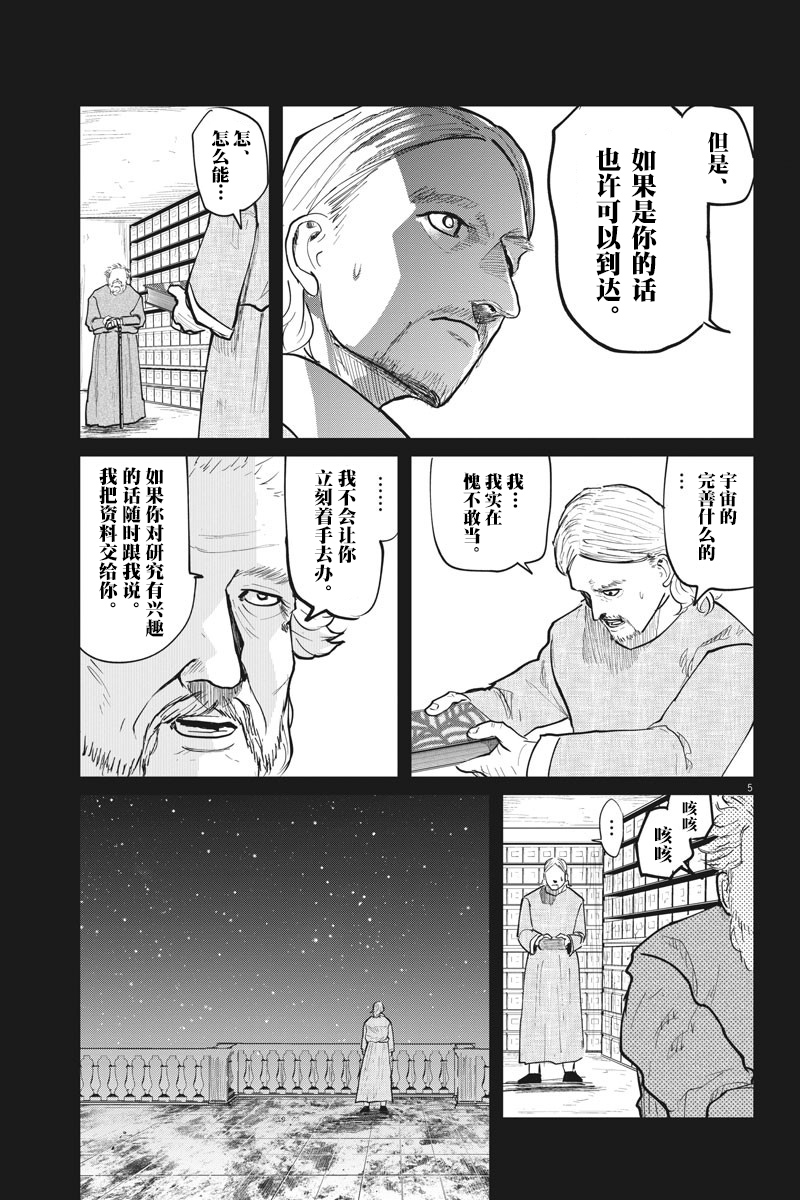 但是、
如果是你的话
也许可以到达。
怎、
怎么能…
宇宙的
完善什么的
…
我…
我实在
愧不敢当。
……
我不会让你
立刻着手去办。
如果你对研究有兴趣
的话随时跟我说。
我把资料交给你。
5
咳咳
咳咳
…